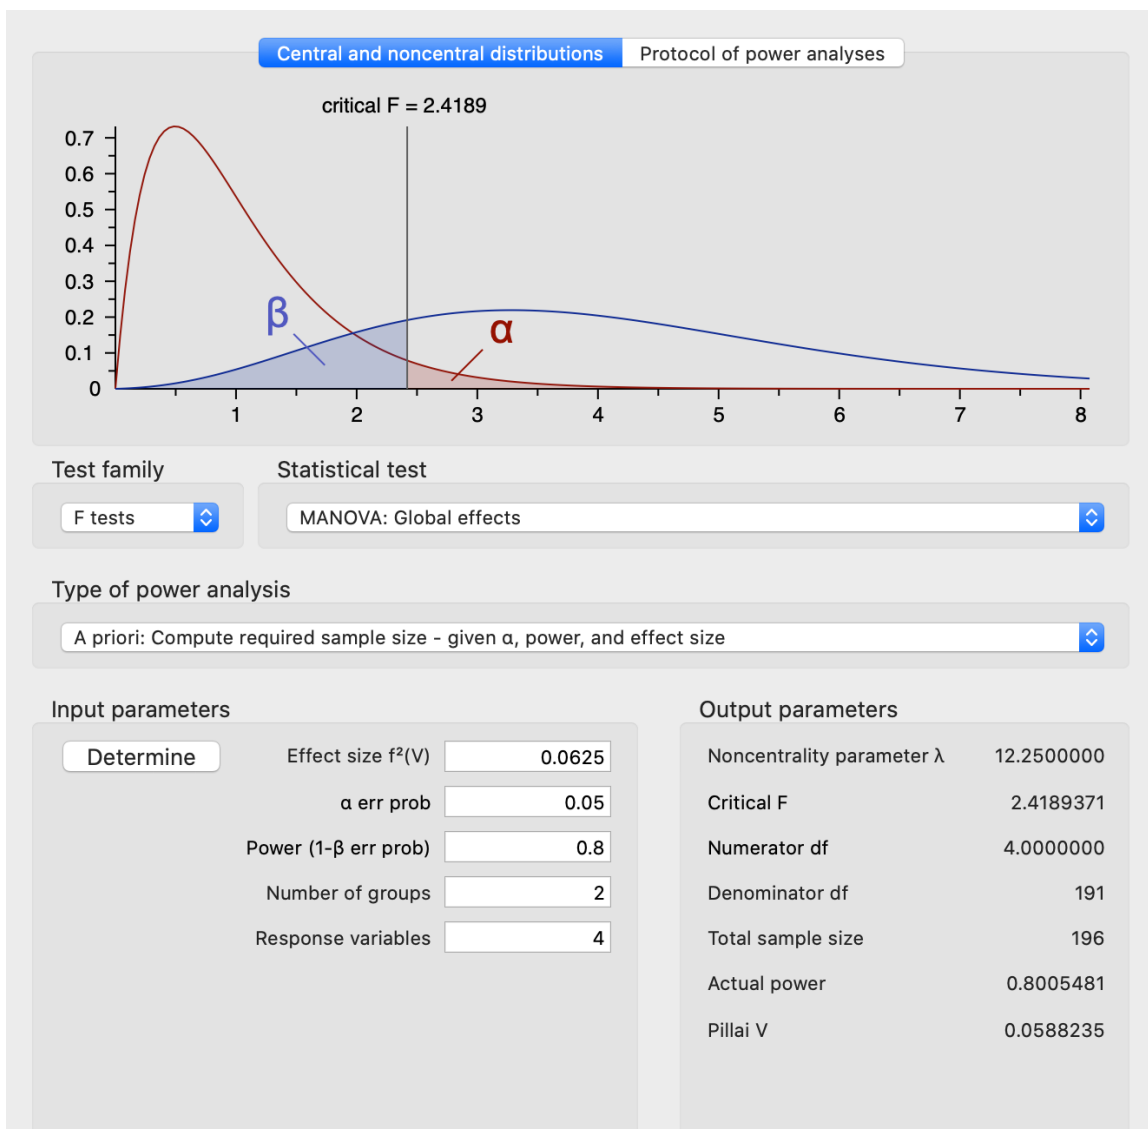 Central and noncentral distributions
Protocol of power analyses
critical F = 2.4189
0.7
0.6
0.5
0.4
0.3
0.2
0.1
0
β
α
1 2 3 4 5 6 7 8
Test family
Statistical test
F tests
MANOVA: Global effects
Type of power analysis
A priori: Compute required sample size - given α, power, and effect size
Input parameters
Determine
Effect size f²(V) 0.0625
α err prob 0.05
Power (1-β err prob) 0.8
Number of groups 2
Response variables 4
Output parameters
Noncentrality parameter λ 12.2500000
Critical F 2.4189371
Numerator df 4.0000000
Denominator df 191
Total sample size 196
Actual power 0.8005481
Pillai V 0.0588235